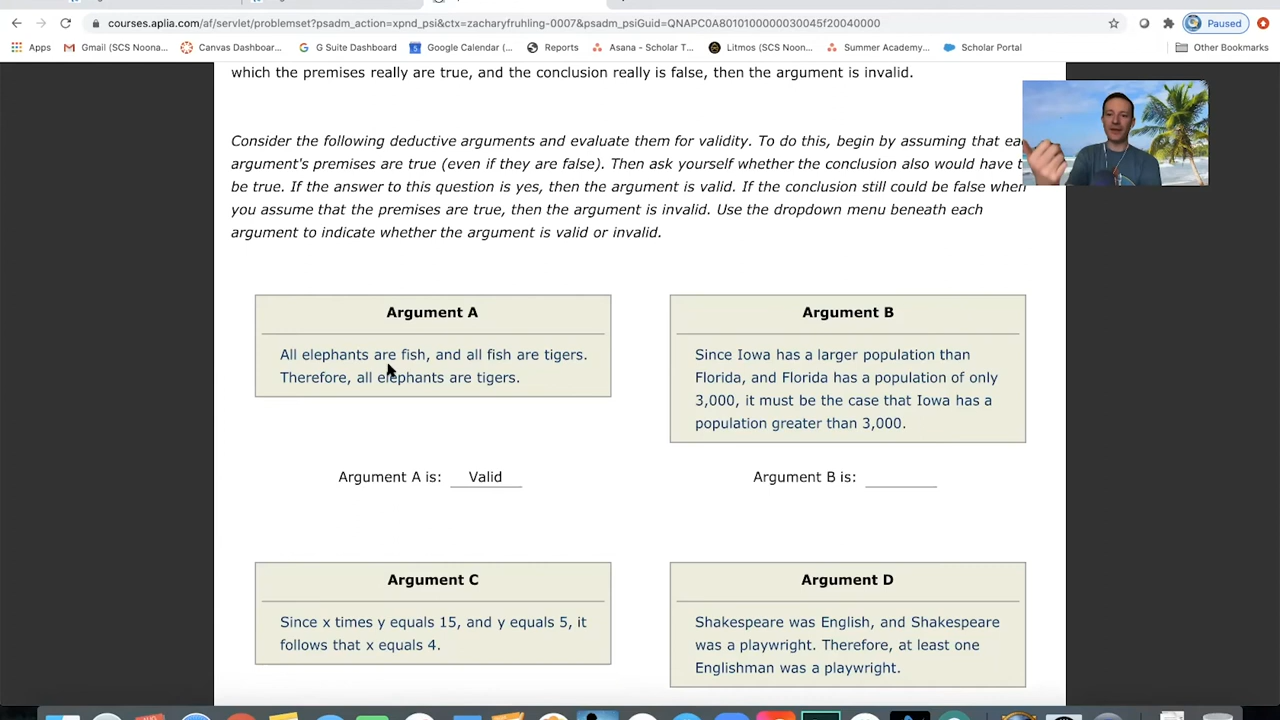 courses.aplia.com/af/servlet/problemset?psadm_action=xpnd_psi&ctx=zacharyfruhling-0007&psadm_psiGuid=QNAPC0A8010100000030045f20040000
Paused
Apps
Gmail (SCS Noona...
Canvas Dashboar...
G Suite Dashboard
Google Calendar (...
Reports
Asana - Scholar T...
Litmos (SCS Noon...
Summer Academy...
Scholar Portal
Other Bookmarks
which the premises really are true, and the conclusion really is false, then the argument is invalid.
Consider the following deductive arguments and evaluate them for validity. To do this, begin by assuming that eac
argument's premises are true (even if they are false). Then ask yourself whether the conclusion also would have t
be true. If the answer to this question is yes, then the argument is valid. If the conclusion still could be false when
you assume that the premises are true, then the argument is invalid. Use the dropdown menu beneath each
argument to indicate whether the argument is valid or invalid.
Argument A
All elephants are fish, and all fish are tigers.
Therefore, all elephants are tigers.
Argument A is: Valid
Argument B
Since Iowa has a larger population than
Florida, and Florida has a population of only
3,000, it must be the case that Iowa has a
population greater than 3,000.
Argument B is:
Argument C
Since x times y equals 15, and y equals 5, it
follows that x equals 4.
Argument D
Shakespeare was English, and Shakespeare
was a playwright. Therefore, at least one
Englishman was a playwright.